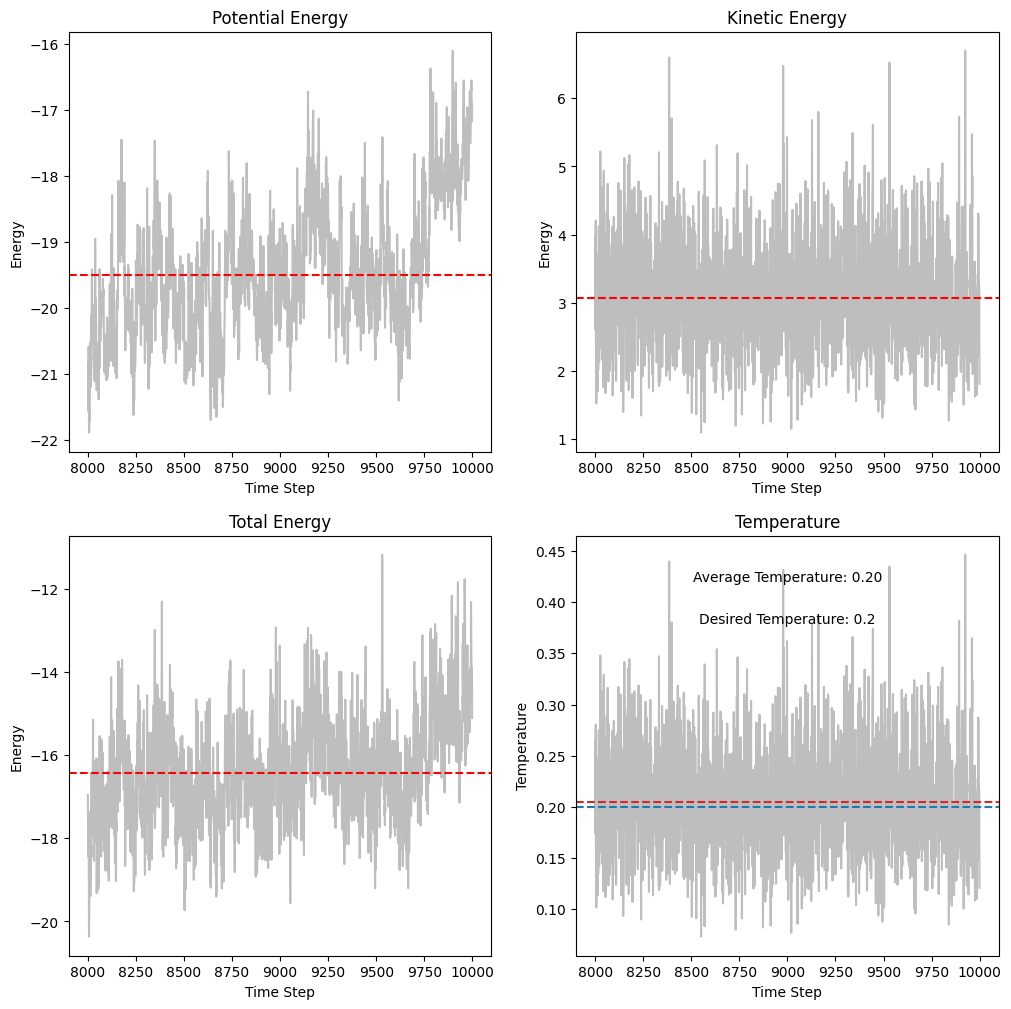 Potential Energy
Energy
−16
−17
−18
−19
−20
−21
−22
8000 8250 8500 8750 9000 9250 9500 9750 10000
Time Step
Kinetic Energy
Energy
6
5
4
3
2
1
8000 8250 8500 8750 9000 9250 9500 9750 10000
Time Step
Total Energy
Energy
−12
−14
−16
−18
−20
8000 8250 8500 8750 9000 9250 9500 9750 10000
Time Step
Temperature
Temperature
0.45
0.40
0.35
0.30
0.25
0.20
0.15
0.10
Average Temperature: 0.20
Desired Temperature: 0.2
8000 8250 8500 8750 9000 9250 9500 9750 10000
Time Step